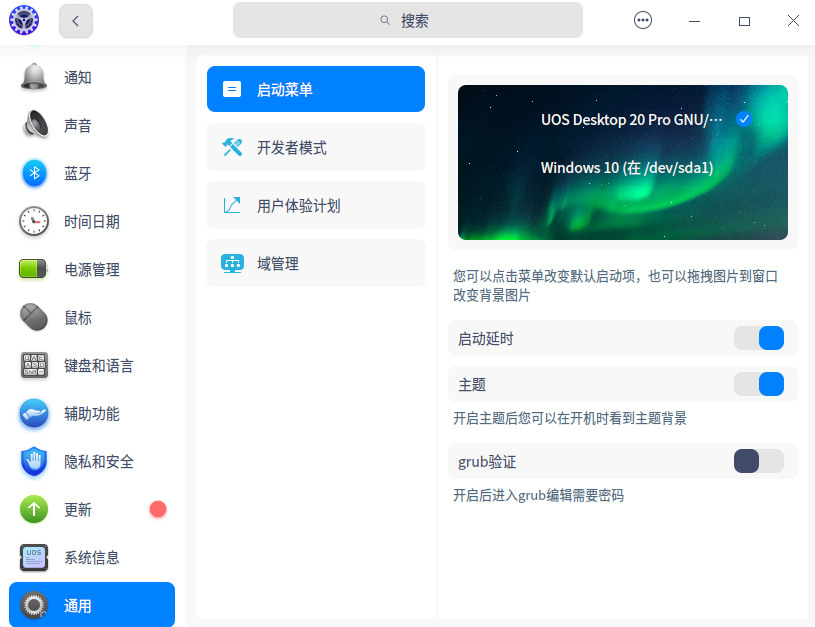 搜索
通知
声音
蓝牙
时间日期
电源管理
鼠标
键盘和语言
辅助功能
隐私和安全
更新
UOS
系统信息
通用
启动菜单
开发者模式
用户体验计划
域管理
UOS Desktop 20 Pro GNU/···
Windows 10 (在 /dev/sda1)
您可以点击菜单改变默认启动项，也可以拖拽图片到窗口
改变背景图片
启动延时
主题
开启主题后您可以在开机时看到主题背景
grub验证
开启后进入grub编辑需要密码